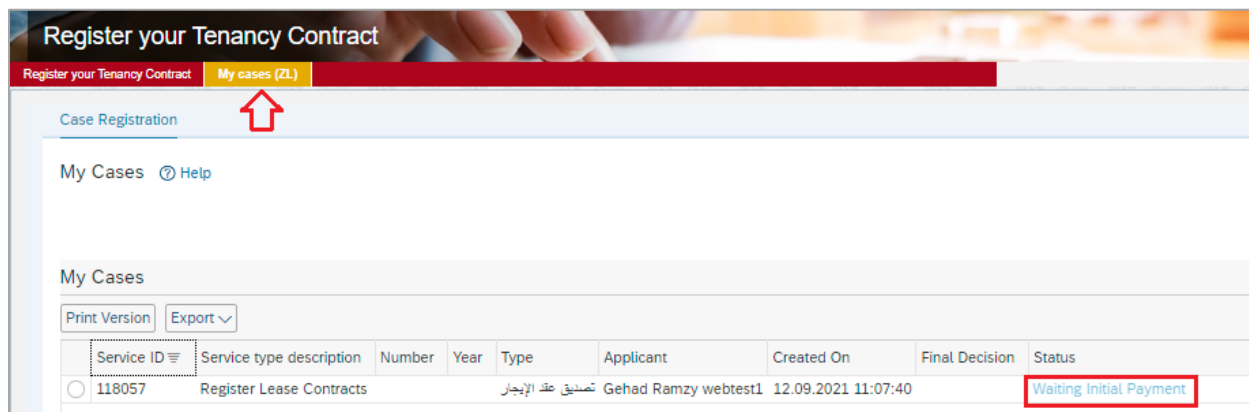 Register your Tenancy Contract
Register your Tenancy Contract My cases (ZL)
Case Registration
My Cases Help
My Cases
Print Version Export
Service ID Service type description Number Year Type Applicant Created On Final Decision Status
118057 Register Lease Contracts تصديق عقد الإيجار Gehad Ramzy webtest1 12.09.2021 11:07:40 Waiting Initial Payment